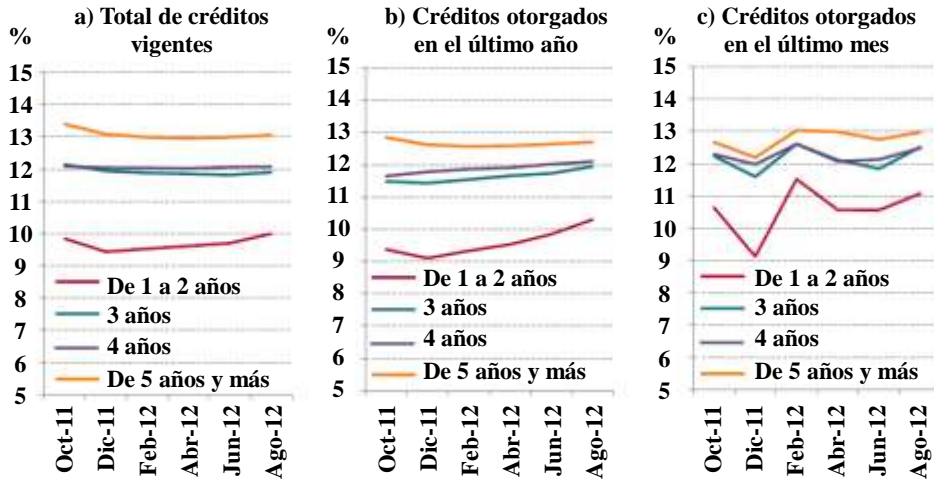 a) Total de créditos
vigentes
%
15
14
13
12
11
10
9
8
7
6
5
De 1 a 2 años
3 años
4 años
De 5 años y más
Oct-11
Dic-11
Feb-12
Abr-12
Jun-12
Ago-12
b) Créditos otorgados
en el último año
%
15
14
13
12
11
10
9
8
7
6
5
De 1 a 2 años
3 años
4 años
De 5 años y más
Oct-11
Dic-11
Feb-12
Abr-12
Jun-12
Ago-12
c) Créditos otorgados
en el último mes
%
15
14
13
12
11
10
9
8
7
6
5
De 1 a 2 años
3 años
4 años
De 5 años y más
Oct-11
Dic-11
Feb-12
Abr-12
Jun-12
Ago-12